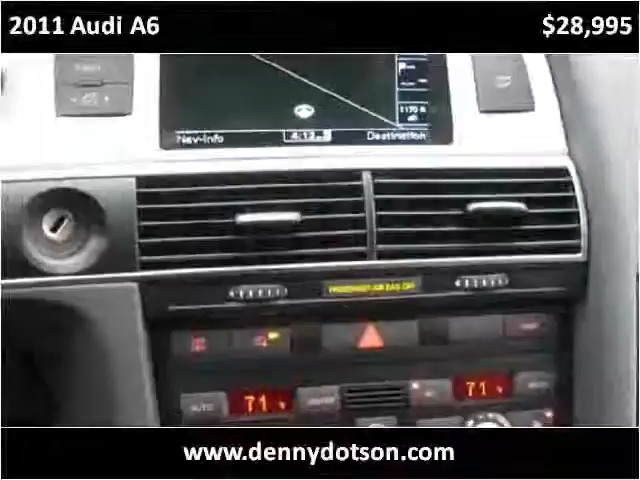 2011 Audi A6
$28,995
Nav-Info
Destination
PASSENGER AIR BAG OFF
71
71
AUTO
www.dennydotson.com